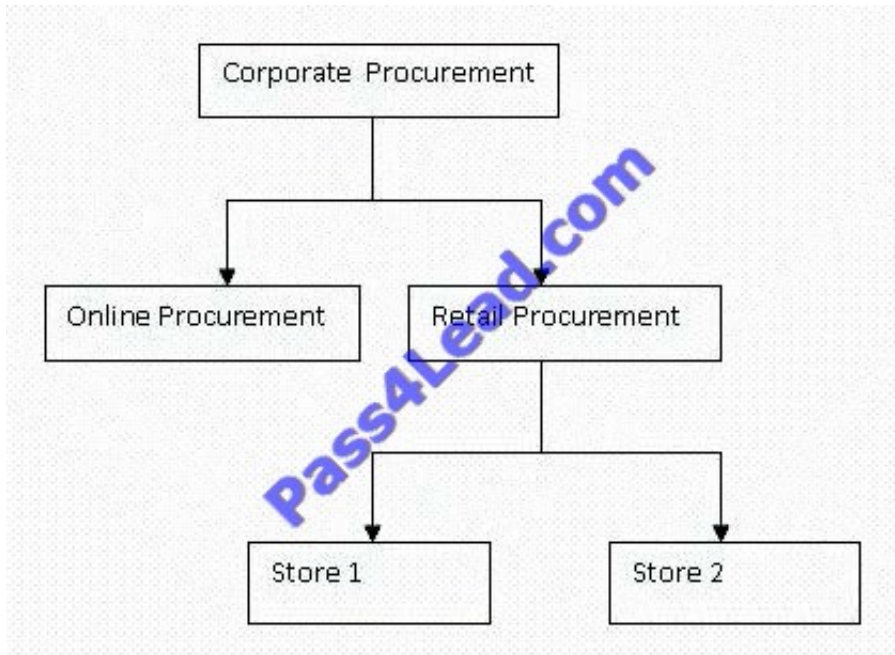 Corporate Procurement
Online Procurement
Retail Procurement
Pass4Lead.com
Store 1
Store 2